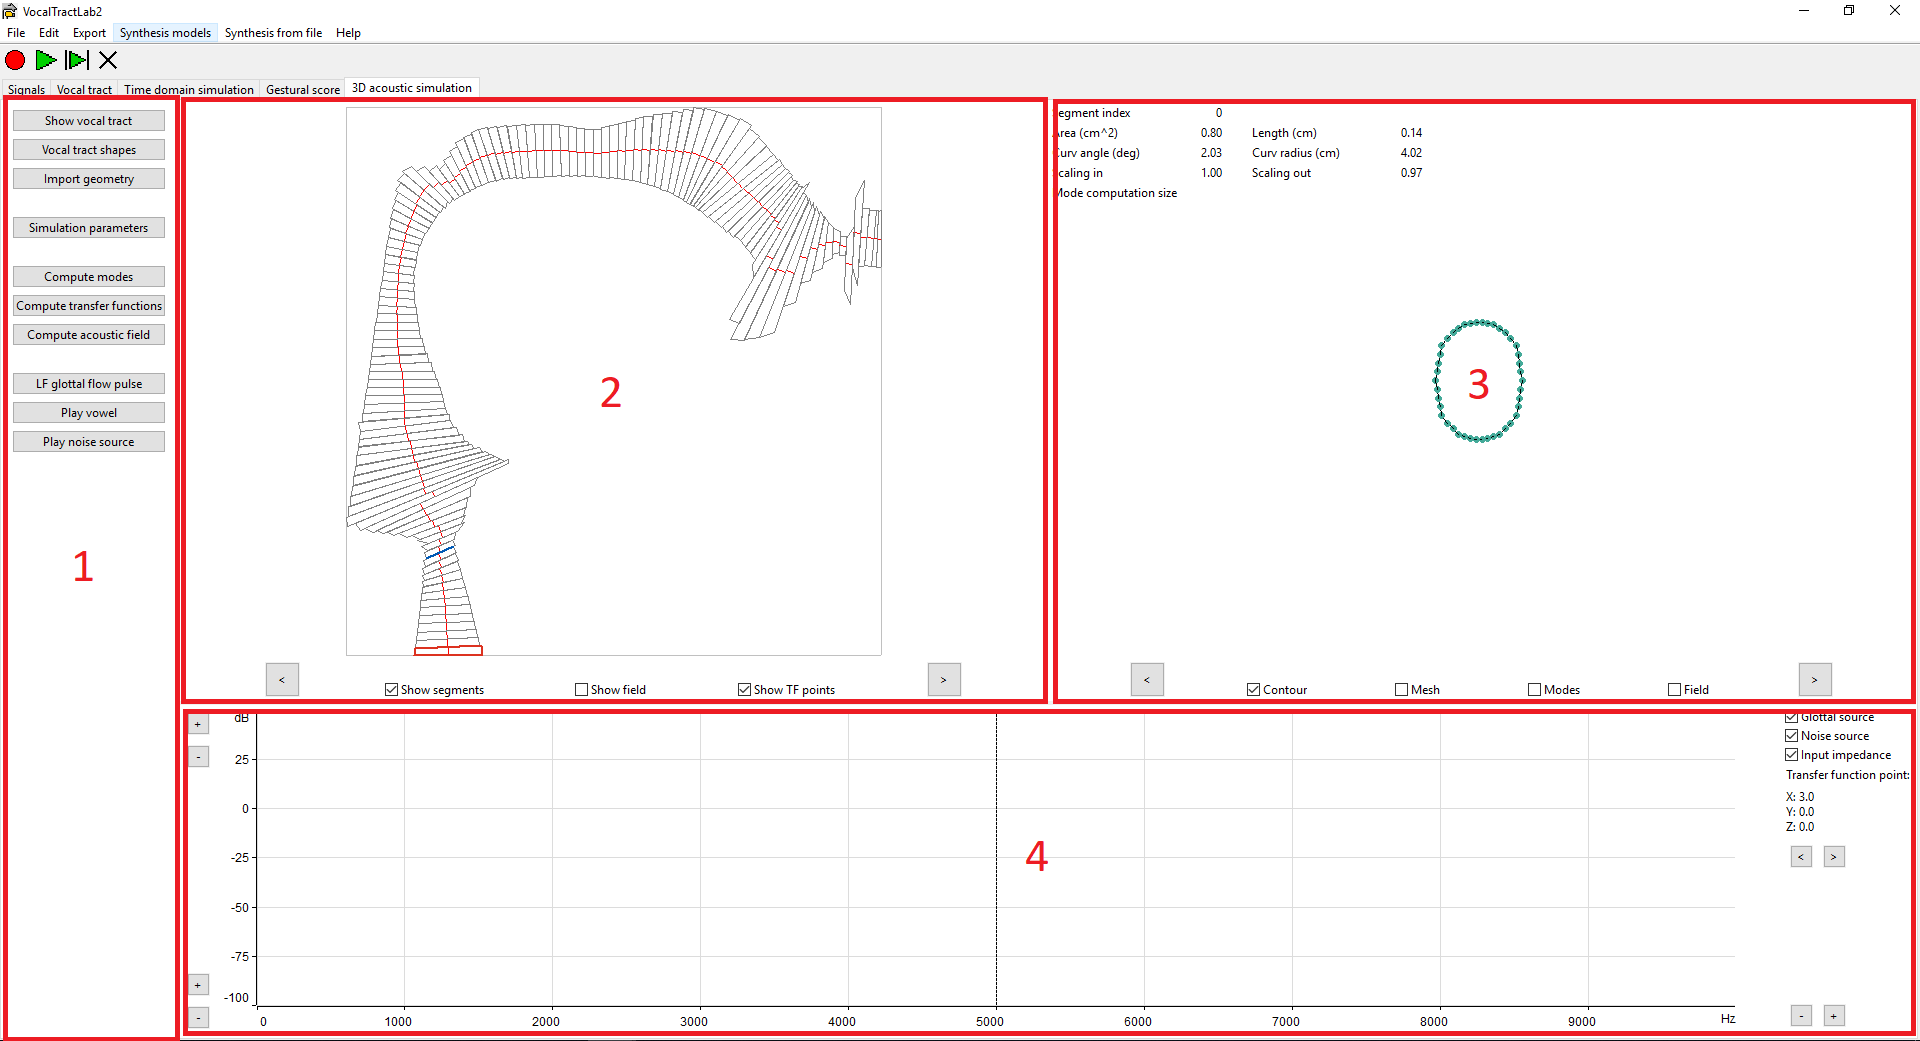 VocalTractLab2
File Edit Export Synthesis models Synthesis from file Help
Signals Vocal tract Time domain simulation Gestural score 3D acoustic simulation
Show vocal tract
Vocal tract shapes
Import geometry
Simulation parameters
Compute modes
Compute transfer functions
Compute acoustic field
LF glottal flow pulse
Play vowel
Play noise source
1
2
< Show segments Show field Show TF points >
egment index 0
Area (cm^2) 0.80 Length (cm) 0.14
Curv angle (deg) 2.03 Curv radius (cm) 4.02
caling in 1.00 Scaling out 0.97
Mode computation size
3
< Contour Mesh Modes Field >
+
-
+
-
dB
25
0
-25
-50
-75
-100
0 1000 2000 3000 4000 5000 6000 7000 8000 9000 Hz
4
Glottal source
Noise source
Input impedance
Transfer function point:
X: 3.0
Y: 0.0
Z: 0.0
< >
- +